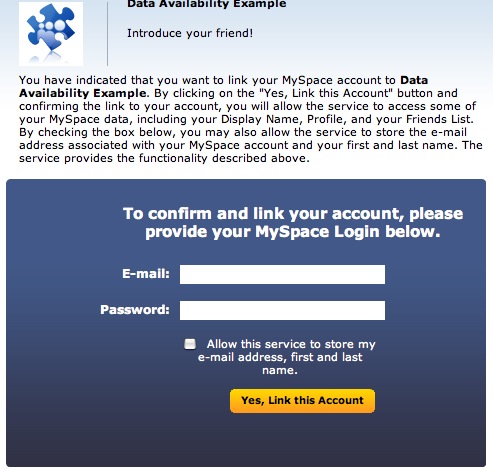 Data Availability Example
Introduce your friend!
You have indicated that you want to link your MySpace account to Data
Availability Example. By clicking on the "Yes, Link this Account" button and
confirming the link to your account, you will allow the service to access some of
your MySpace data, including your Display Name, Profile, and your Friends List.
By checking the box below, you may also allow the service to store the e-mail
address associated with your MySpace account and your first and last name. The
service provides the functionality described above.
To confirm and link your account, please
provide your MySpace Login below.
E-mail:
Password:
Allow this service to store my
e-mail address, first and last
name.
Yes, Link this Account